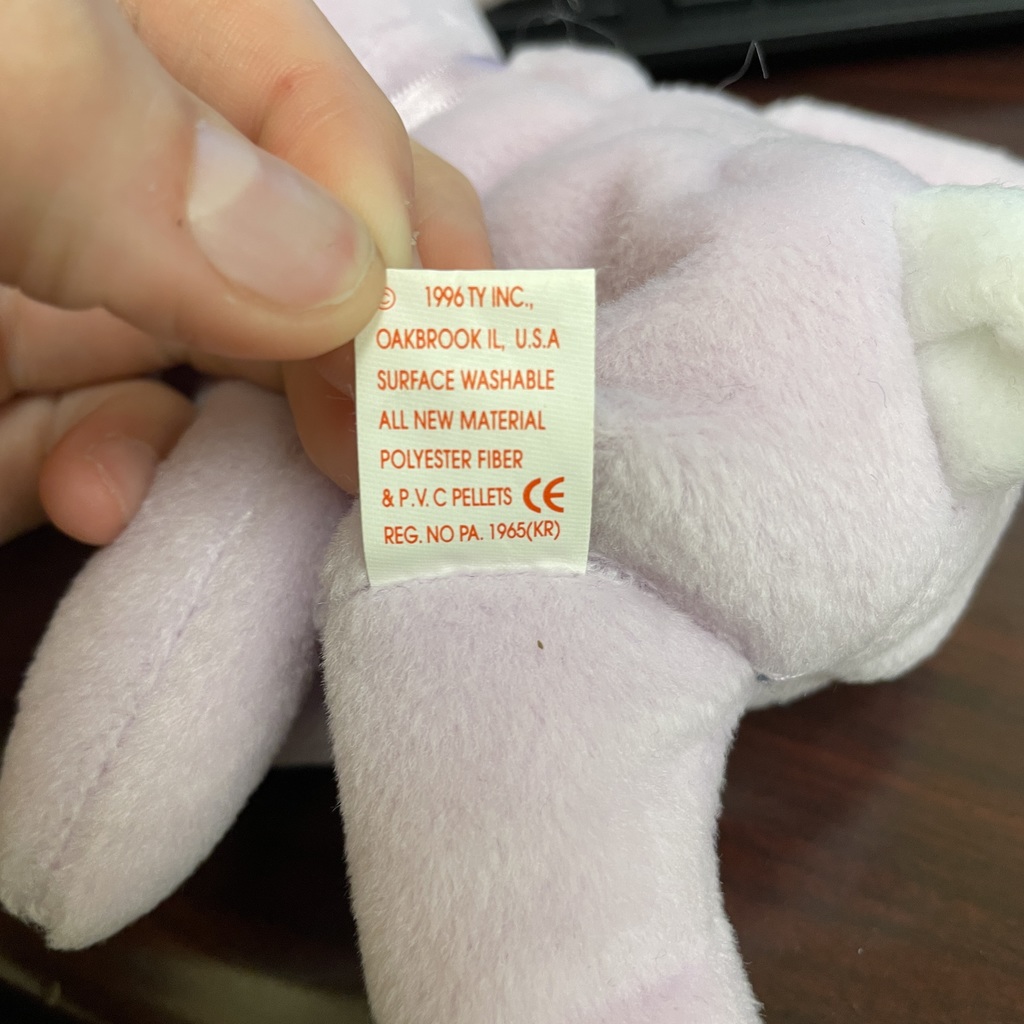 © 1996 TY INC.,
OAKBROOK IL, U.S.A
SURFACE WASHABLE
ALL NEW MATERIAL
POLYESTER FIBER
& P.V.C PELLETS CE
REG. NO PA. 1965(KR)